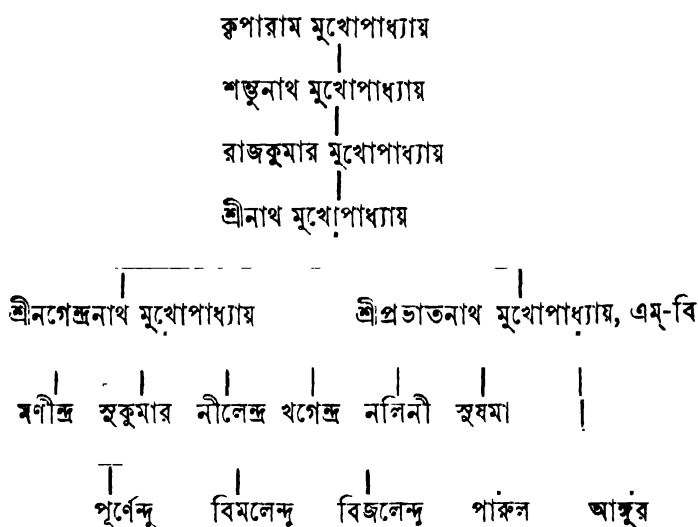 কৃপারাম মুখোপাধ্যায়
শম্ভুনাথ মুখোপাধ্যায়
রাজকুমার মুখোপাধ্যায়
শ্রীনাথ মুখোপাধ্যায়
শ্রীনগেন্দ্রনাথ মুখোপাধ্যায় শ্রীপ্রভাতনাথ মুখোপাধ্যায়, এম্-বি
মণীন্দ্র সুকুমার নীলেন্দ্র খগেন্দ্র নলিনী সুষমা
পূর্ণেন্দু বিমলেন্দু বিজলেন্দু পারুল আঙ্গুর